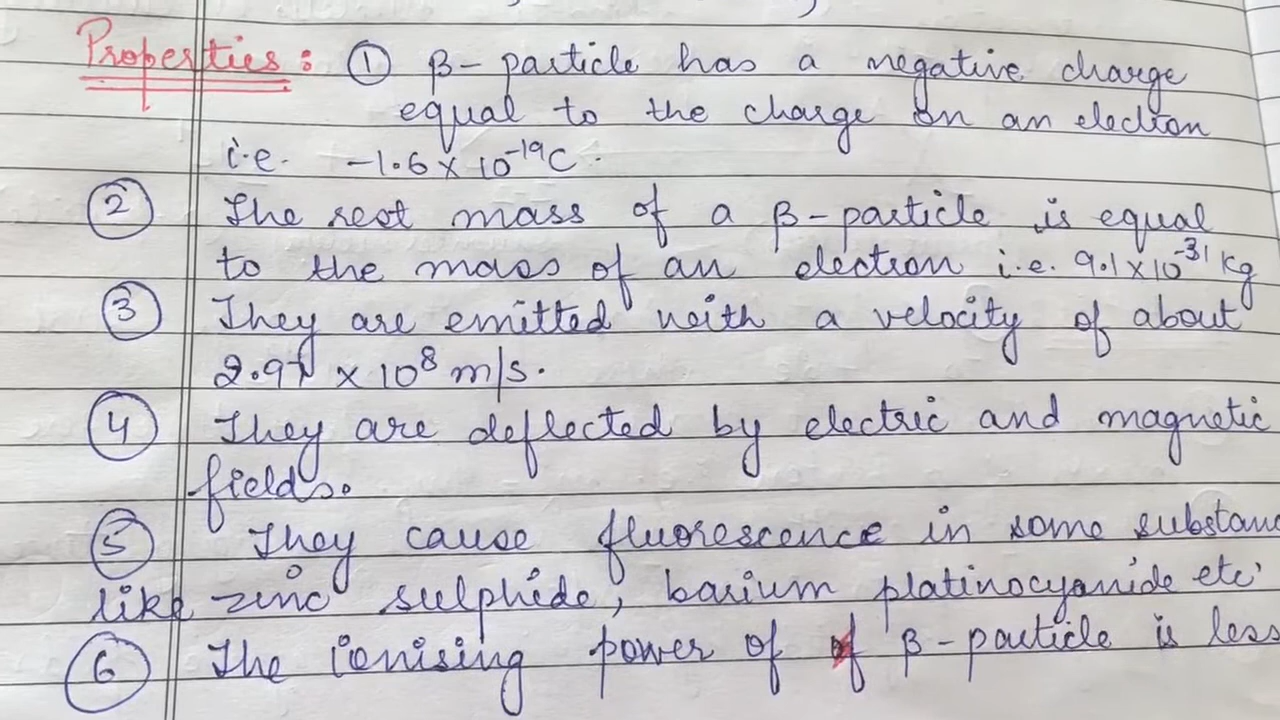 Properties : ① β-particle has a negative charge
equal to the charge on an electron
i.e. -1.6 × 10⁻¹⁹C.
② The rest mass of a β-particle is equal
to the mass of an electron i.e. 9.1×10⁻³¹ kg
③ They are emitted with a velocity of about
× 10⁸ m/s.
④ They are deflected by electric and magnetic
fields.
⑤ They cause fluorescence in some substanc
like zinc sulphide, barium platinocyanide etc.
⑥ The ionising power of of β-particle is less